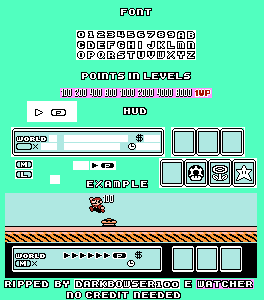 FONT
0123456789AB
CDEFGHIJKLMN
OPQRSTUVWXYZ
POINTS IN LEVELS
100 200 400 800 1000 2000 4000 8000 1UP
P
HUD
WORLD $
x
M
L x
P
EXAMPLE
100
WORLD P $
M x
RIPPED BY DARKBOWSER100 E WATCHER
NO CREDIT NEEDED